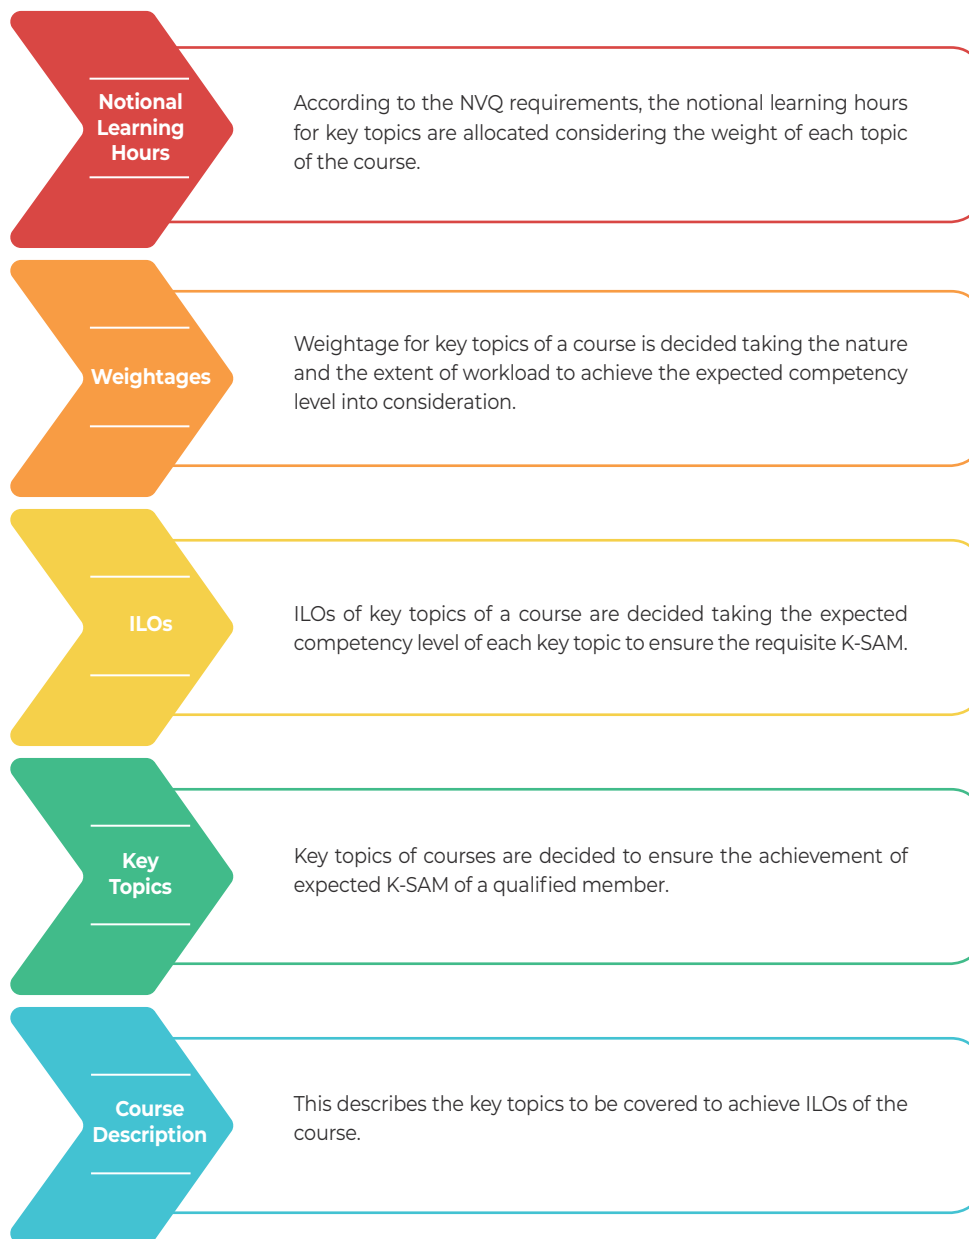 Notional
Learning
Hours
According to the NVQ requirements, the notional learning hours
for key topics are allocated considering the weight of each topic
of the course.
Weightages
Weightage for key topics of a course is decided taking the nature
and the extent of workload to achieve the expected competency
level into consideration.
ILOs
ILOs of key topics of a course are decided taking the expected
competency level of each key topic to ensure the requisite K-SAM.
Key
Topics
Key topics of courses are decided to ensure the achievement of
expected K-SAM of a qualified member.
Course
Description
This describes the key topics to be covered to achieve ILOs of the
course.